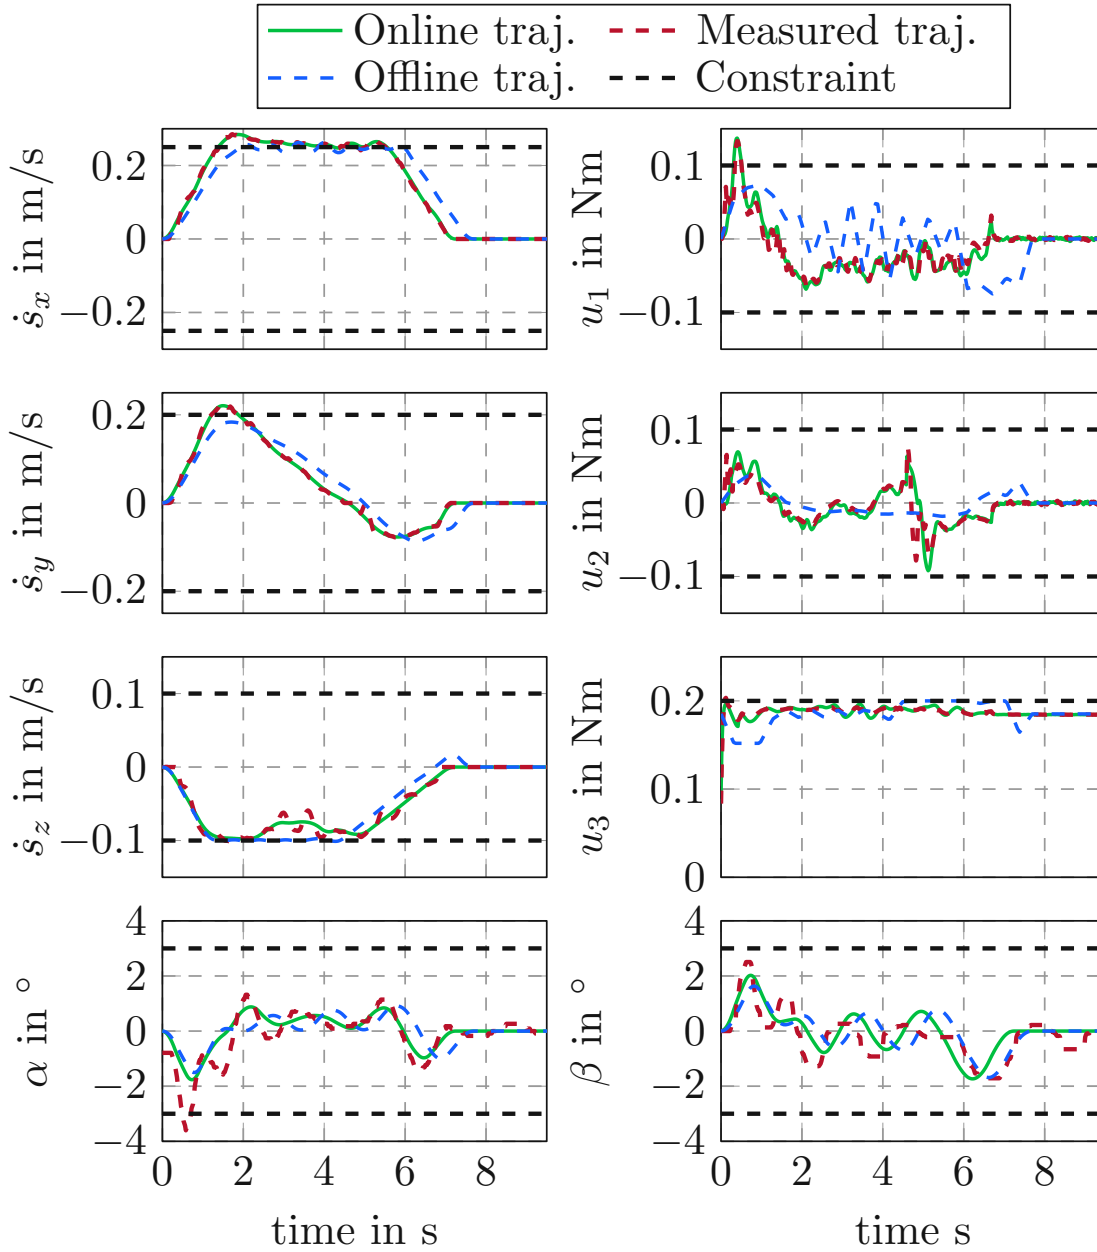 Online traj. Measured traj.
Offline traj. Constraint
ṡx in m/s
0.2
0
−0.2
u1 in Nm
0.1
0
−0.1
ṡy in m/s
0.2
0
−0.2
u2 in Nm
0.1
0
−0.1
ṡz in m/s
0.1
0
−0.1
u3 in Nm
0.2
0.1
0
α in °
4
2
0
−2
−4
0 2 4 6 8
time in s
β in °
4
2
0
−2
−4
0 2 4 6 8
time s